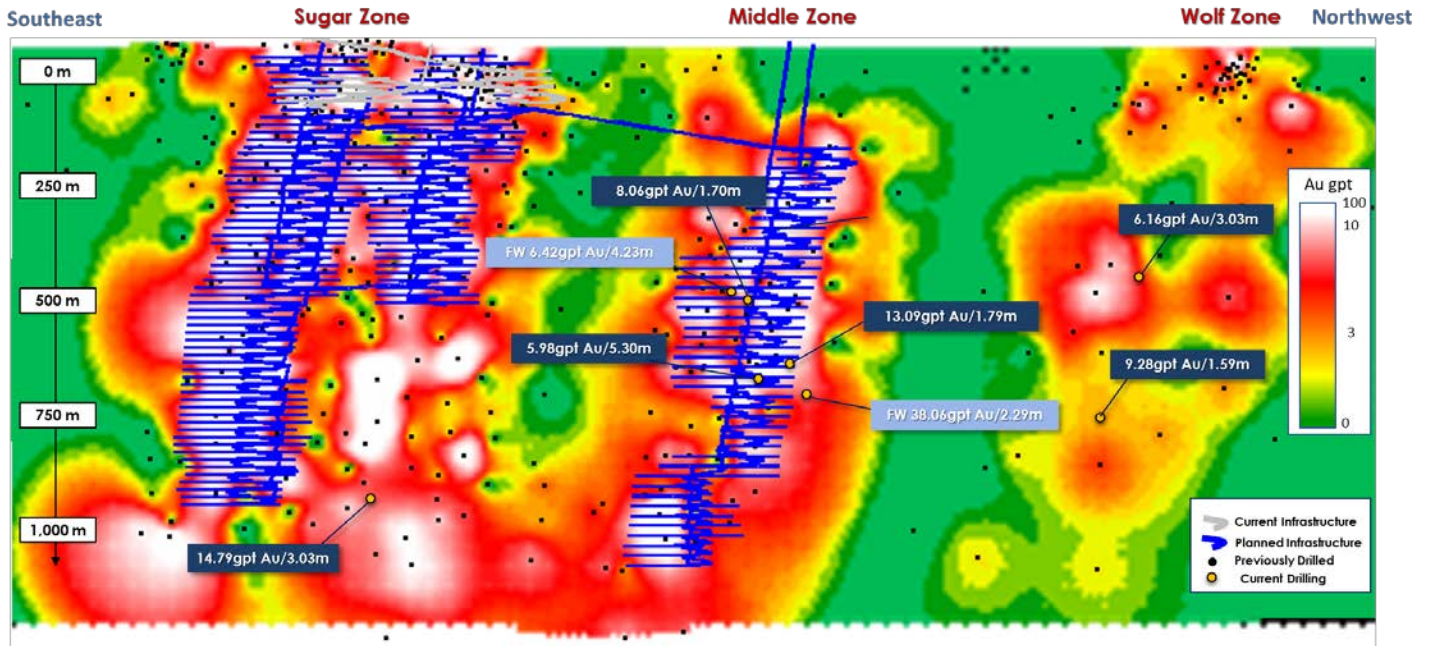 Southeast
Sugar Zone
Middle Zone
Wolf Zone
Northwest
0 m
250 m
500 m
750 m
1,000 m
8.06gpt Au/1.70m
FW 6.42gpt Au/4.23m
13.09gpt Au/1.79m
5.98gpt Au/5.30m
FW 38.06gpt Au/2.29m
14.79gpt Au/3.03m
6.16gpt Au/3.03m
9.28gpt Au/1.59m
Au gpt
100
10
3
0
Current Infrastructure
Planned Infrastructure
Previously Drilled
Current Drilling